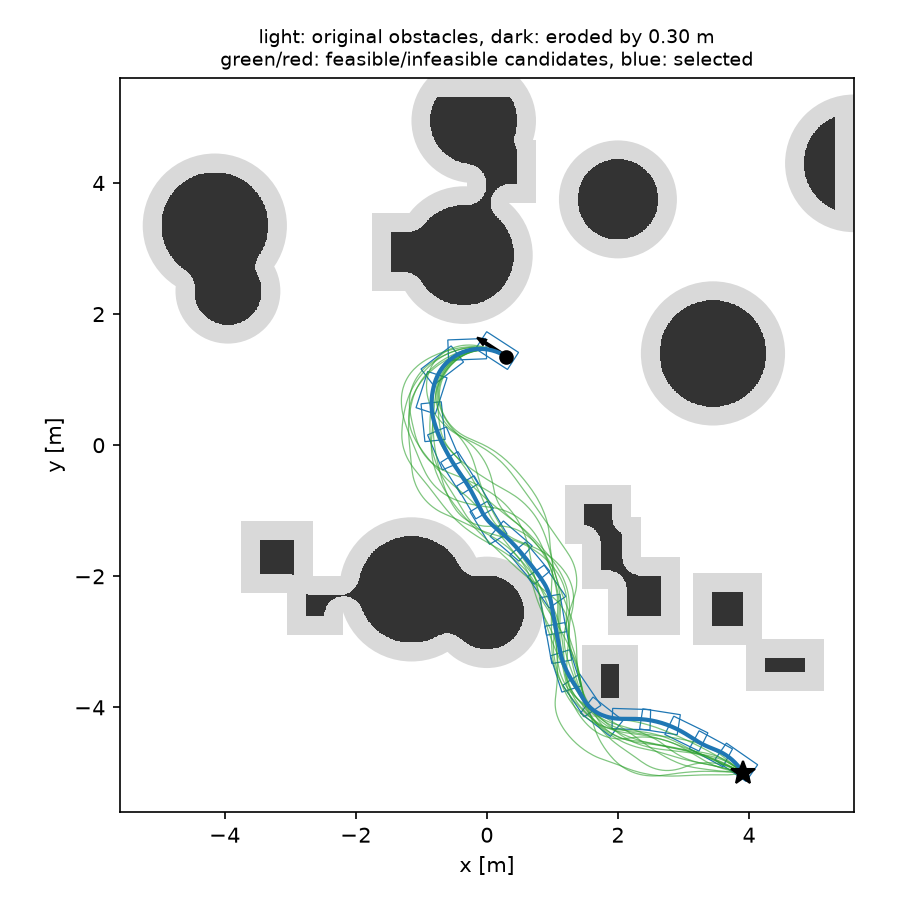 light: original obstacles, dark: eroded by 0.30 m
green/red: feasible/infeasible candidates, blue: selected
4
2
0
−2
−4
y [m]
−4 −2 0 2 4
x [m]